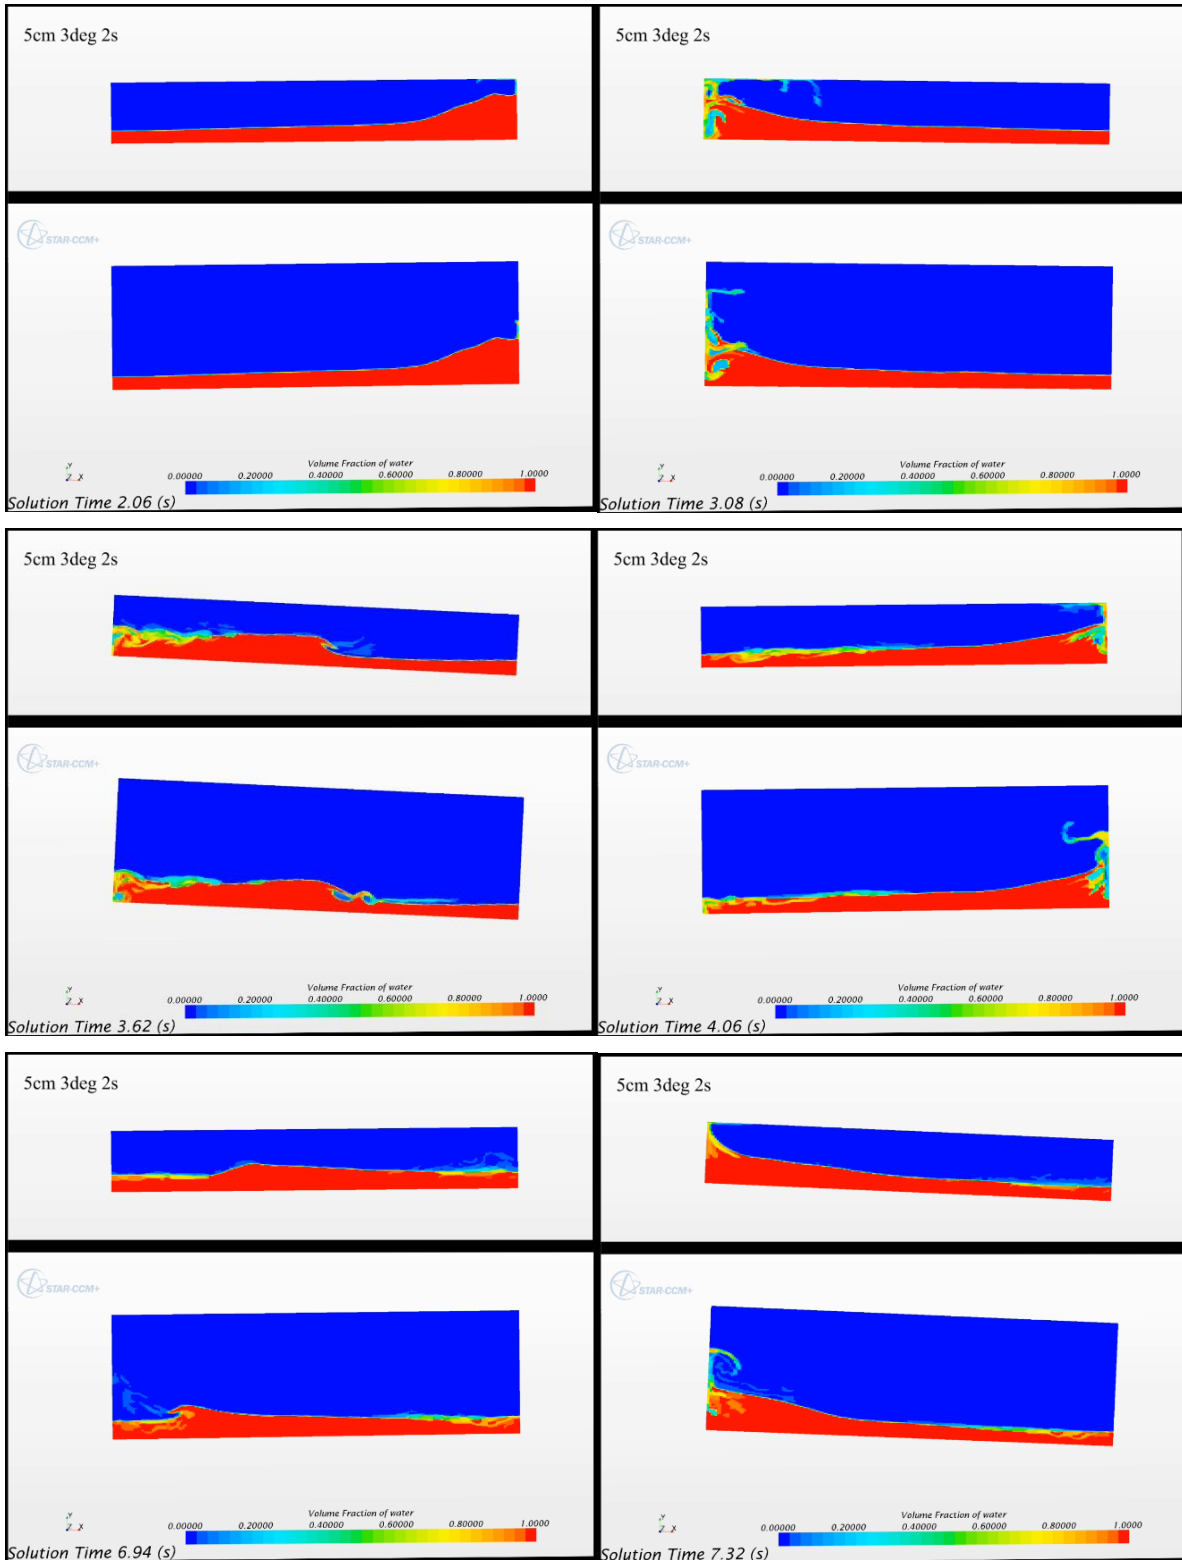 5cm 3deg 2s
5cm 3deg 2s
STAR-CCM+
STAR-CCM+
Y
Z X
Volume Fraction of water
0.00000 0.20000 0.40000 0.60000 0.80000 1.0000
Solution Time 2.06 (s)
Y
Z X
Volume Fraction of water
0.00000 0.20000 0.40000 0.60000 0.80000 1.0000
Solution Time 3.08 (s)
5cm 3deg 2s
5cm 3deg 2s
STAR-CCM+
STAR-CCM+
Y
Z X
Volume Fraction of water
0.00000 0.20000 0.40000 0.60000 0.80000 1.0000
Solution Time 3.62 (s)
Y
Z X
Volume Fraction of water
0.00000 0.20000 0.40000 0.60000 0.80000 1.0000
Solution Time 4.06 (s)
5cm 3deg 2s
5cm 3deg 2s
STAR-CCM+
STAR-CCM+
Y
Z X
Volume Fraction of water
0.00000 0.20000 0.40000 0.60000 0.80000 1.0000
Solution Time 6.94 (s)
Y
Z X
Volume Fraction of water
0.00000 0.20000 0.40000 0.60000 0.80000 1.0000
Solution Time 7.32 (s)